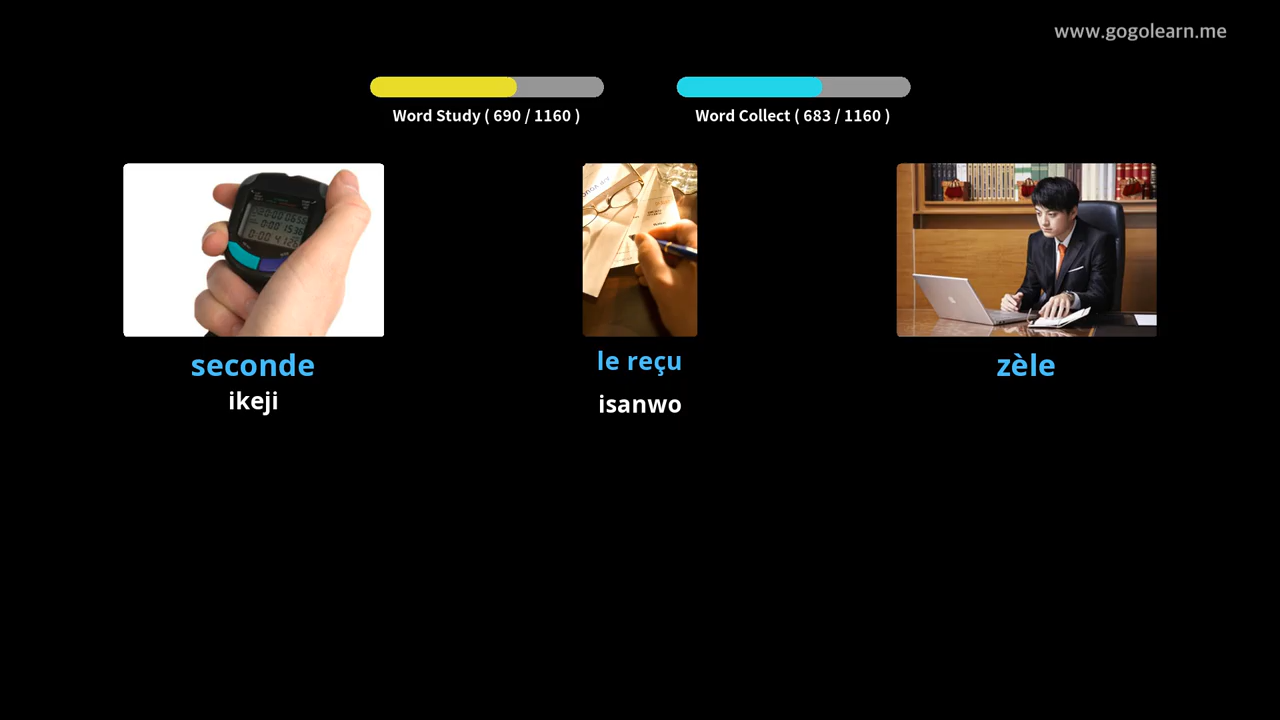 www.gogolearn.me
Word Study ( 690 / 1160 )
Word Collect ( 683 / 1160 )
seconde
ikeji
le reçu
isanwo
zèle